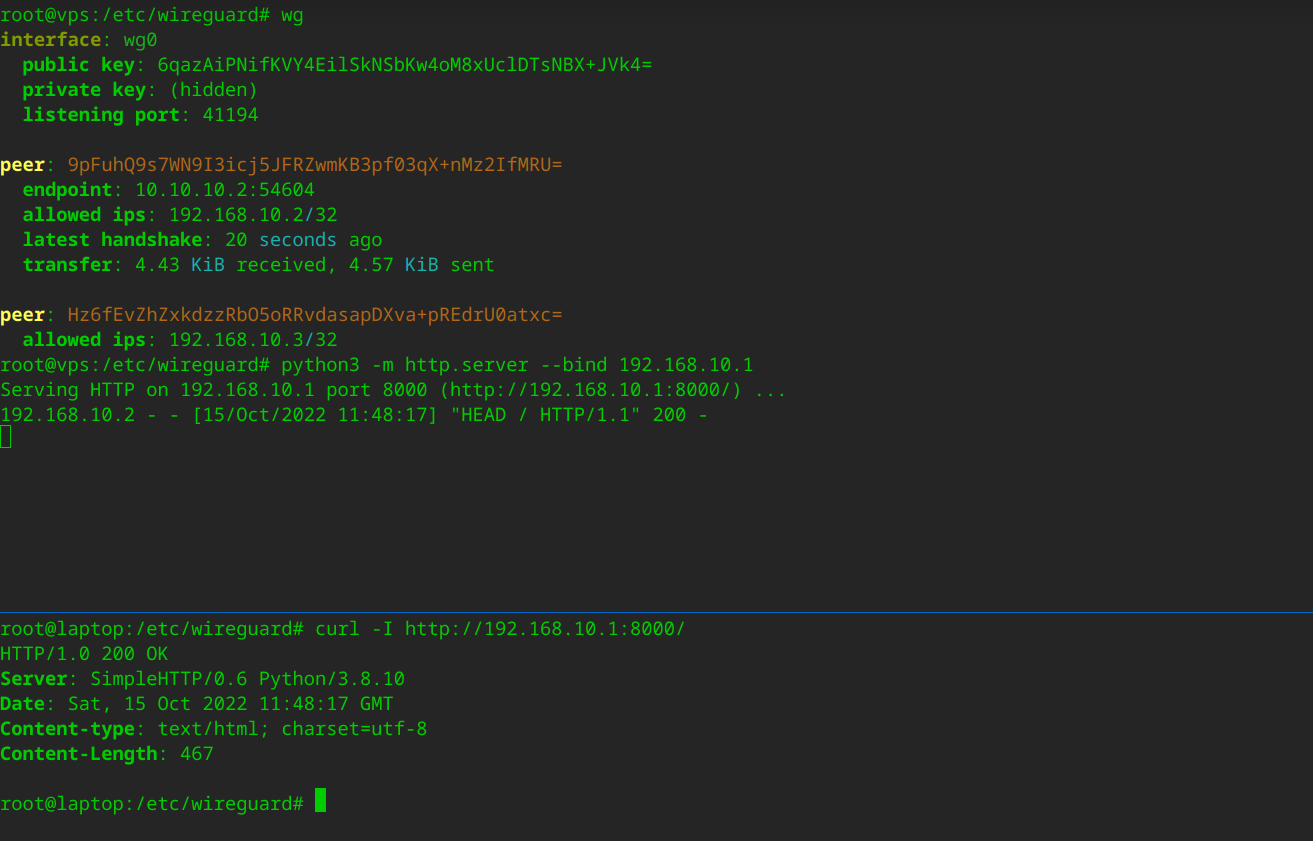 root@vps:/etc/wireguard# wg
interface: wg0
  public key: 6qazAiPNifKVY4EilSkNSbKw4oM8xUclDTsNBX+JVk4=
  private key: (hidden)
  listening port: 41194

peer: 9pFuhQ9s7WN9I3icj5JFRZwmKB3pf03qX+nMz2IfMRU=
  endpoint: 10.10.10.2:54604
  allowed ips: 192.168.10.2/32
  latest handshake: 20 seconds ago
  transfer: 4.43 KiB received, 4.57 KiB sent

peer: Hz6fEvZhZxkdzzRbO5oRRvdasapDXva+pREdrU0atxc=
  allowed ips: 192.168.10.3/32
root@vps:/etc/wireguard# python3 -m http.server --bind 192.168.10.1
Serving HTTP on 192.168.10.1 port 8000 (http://192.168.10.1:8000/) ...
192.168.10.2 - - [15/Oct/2022 11:48:17] "HEAD / HTTP/1.1" 200 -
root@laptop:/etc/wireguard# curl -I http://192.168.10.1:8000/
HTTP/1.0 200 OK
Server: SimpleHTTP/0.6 Python/3.8.10
Date: Sat, 15 Oct 2022 11:48:17 GMT
Content-type: text/html; charset=utf-8
Content-Length: 467

root@laptop:/etc/wireguard#